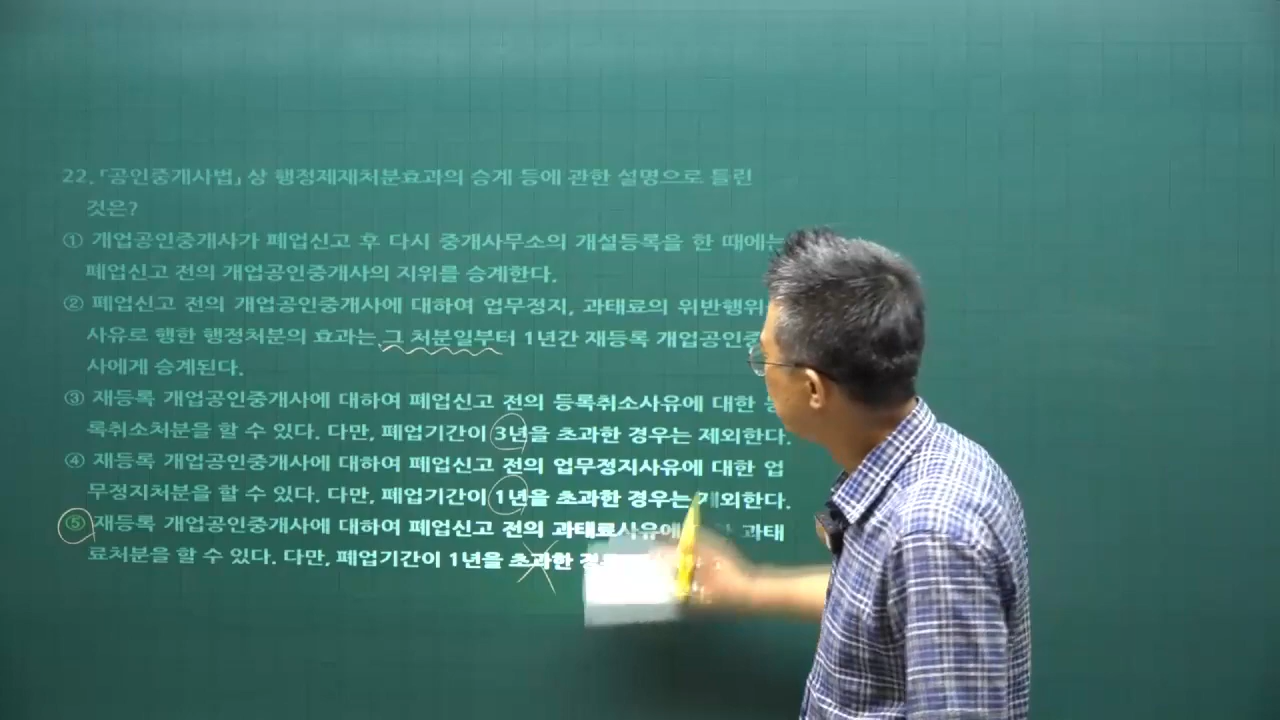 22. 「공인중개사법」 상 행정제재처분효과의 승계 등에 관한 설명으로 틀린
것은?
① 개업공인중개사가 폐업신고 후 다시 중개사무소의 개설등록을 한 때에는
폐업신고 전의 개업공인중개사의 지위를 승계한다.
② 폐업신고 전의 개업공인중개사에 대하여 업무정지, 과태료의 위반행위
사유로 행한 행정처분의 효과는 그 처분일부터 1년간 재등록 개업공인중
사에게 승계된다.
③ 재등록 개업공인중개사에 대하여 폐업신고 전의 등록취소사유에 대한
록취소처분을 할 수 있다. 다만, 폐업기간이 3년을 초과한 경우는 제외한다.
④ 재등록 개업공인중개사에 대하여 폐업신고 전의 업무정지사유에 대한 업
무정지처분을 할 수 있다. 다만, 폐업기간이 1년을 초과한 경우는 제외한다.
⑤ 재등록 개업공인중개사에 대하여 폐업신고 전의 과태료사유에 과태
료처분을 할 수 있다. 다만, 폐업기간이 1년을 초과한